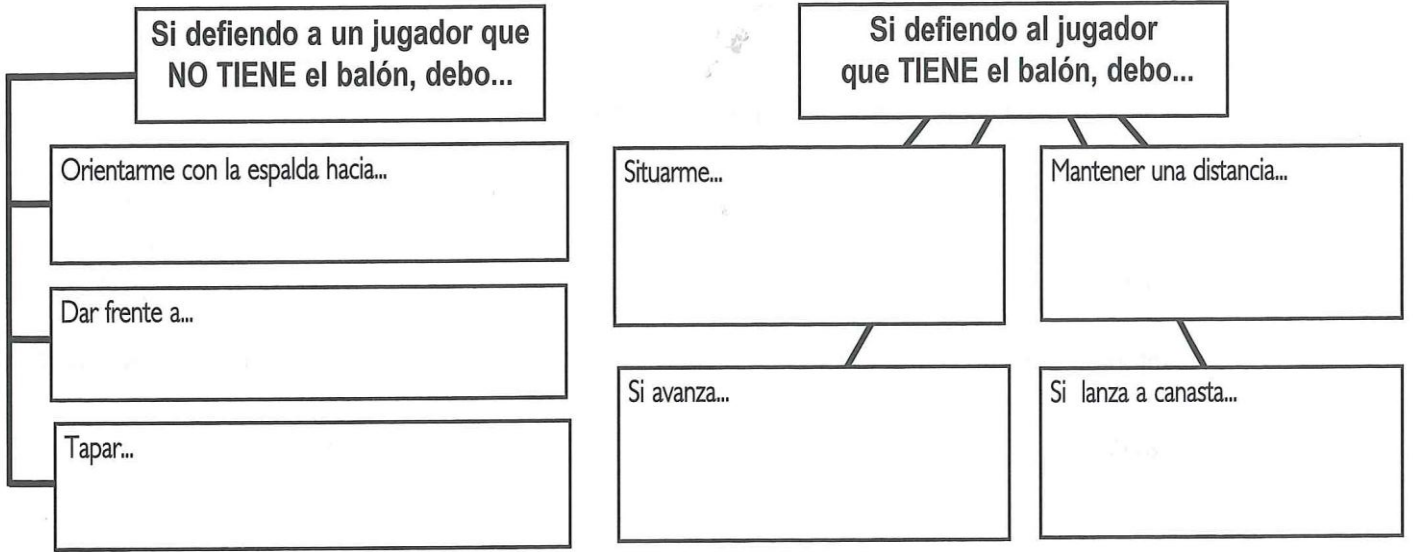 Si defiendo a un jugador que
NO TIENE el balón, debo...
Orientarme con la espalda hacia...
Dar frente a...
Tapar...
Si defiendo al jugador
que TIENE el balón, debo...
Situarme...
Mantener una distancia...
Si avanza...
Si lanza a canasta...